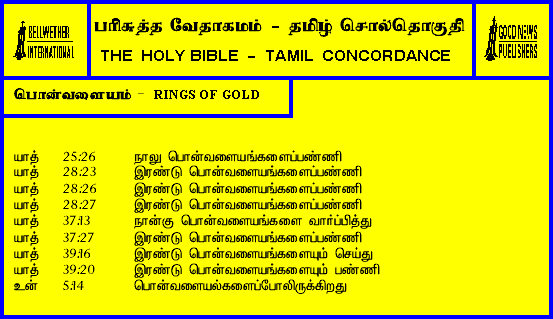 BELLWETHER
INTERNATIONAL
பரிசுத்த வேதாகமம் - தமிழ் சொல்தொகுதி
THE HOLY BIBLE - TAMIL CONCORDANCE
GOOD NEWS
PUBLISHERS
பொன்வளையம் - RINGS OF GOLD
யாத் 25:26 நாலு பொன்வளையங்களைப்பண்ணி
யாத் 28:23 இரண்டு பொன்வளையங்களைப்பண்ணி
யாத் 28:26 இரண்டு பொன்வளையங்களைப்பண்ணி
யாத் 28:27 இரண்டு பொன்வளையங்களைப்பண்ணி
யாத் 37:13 நான்கு பொன்வளையங்களை வார்ப்பித்து
யாத் 37:27 இரண்டு பொன்வளையங்களைப்பண்ணி
யாத் 39:16 இரண்டு பொன்வளையங்களையும் செய்து
யாத் 39:20 இரண்டு பொன்வளையங்களையும் பண்ணி
உன் 5:14 பொன்வளையல்களைப்போலிருக்கிறது